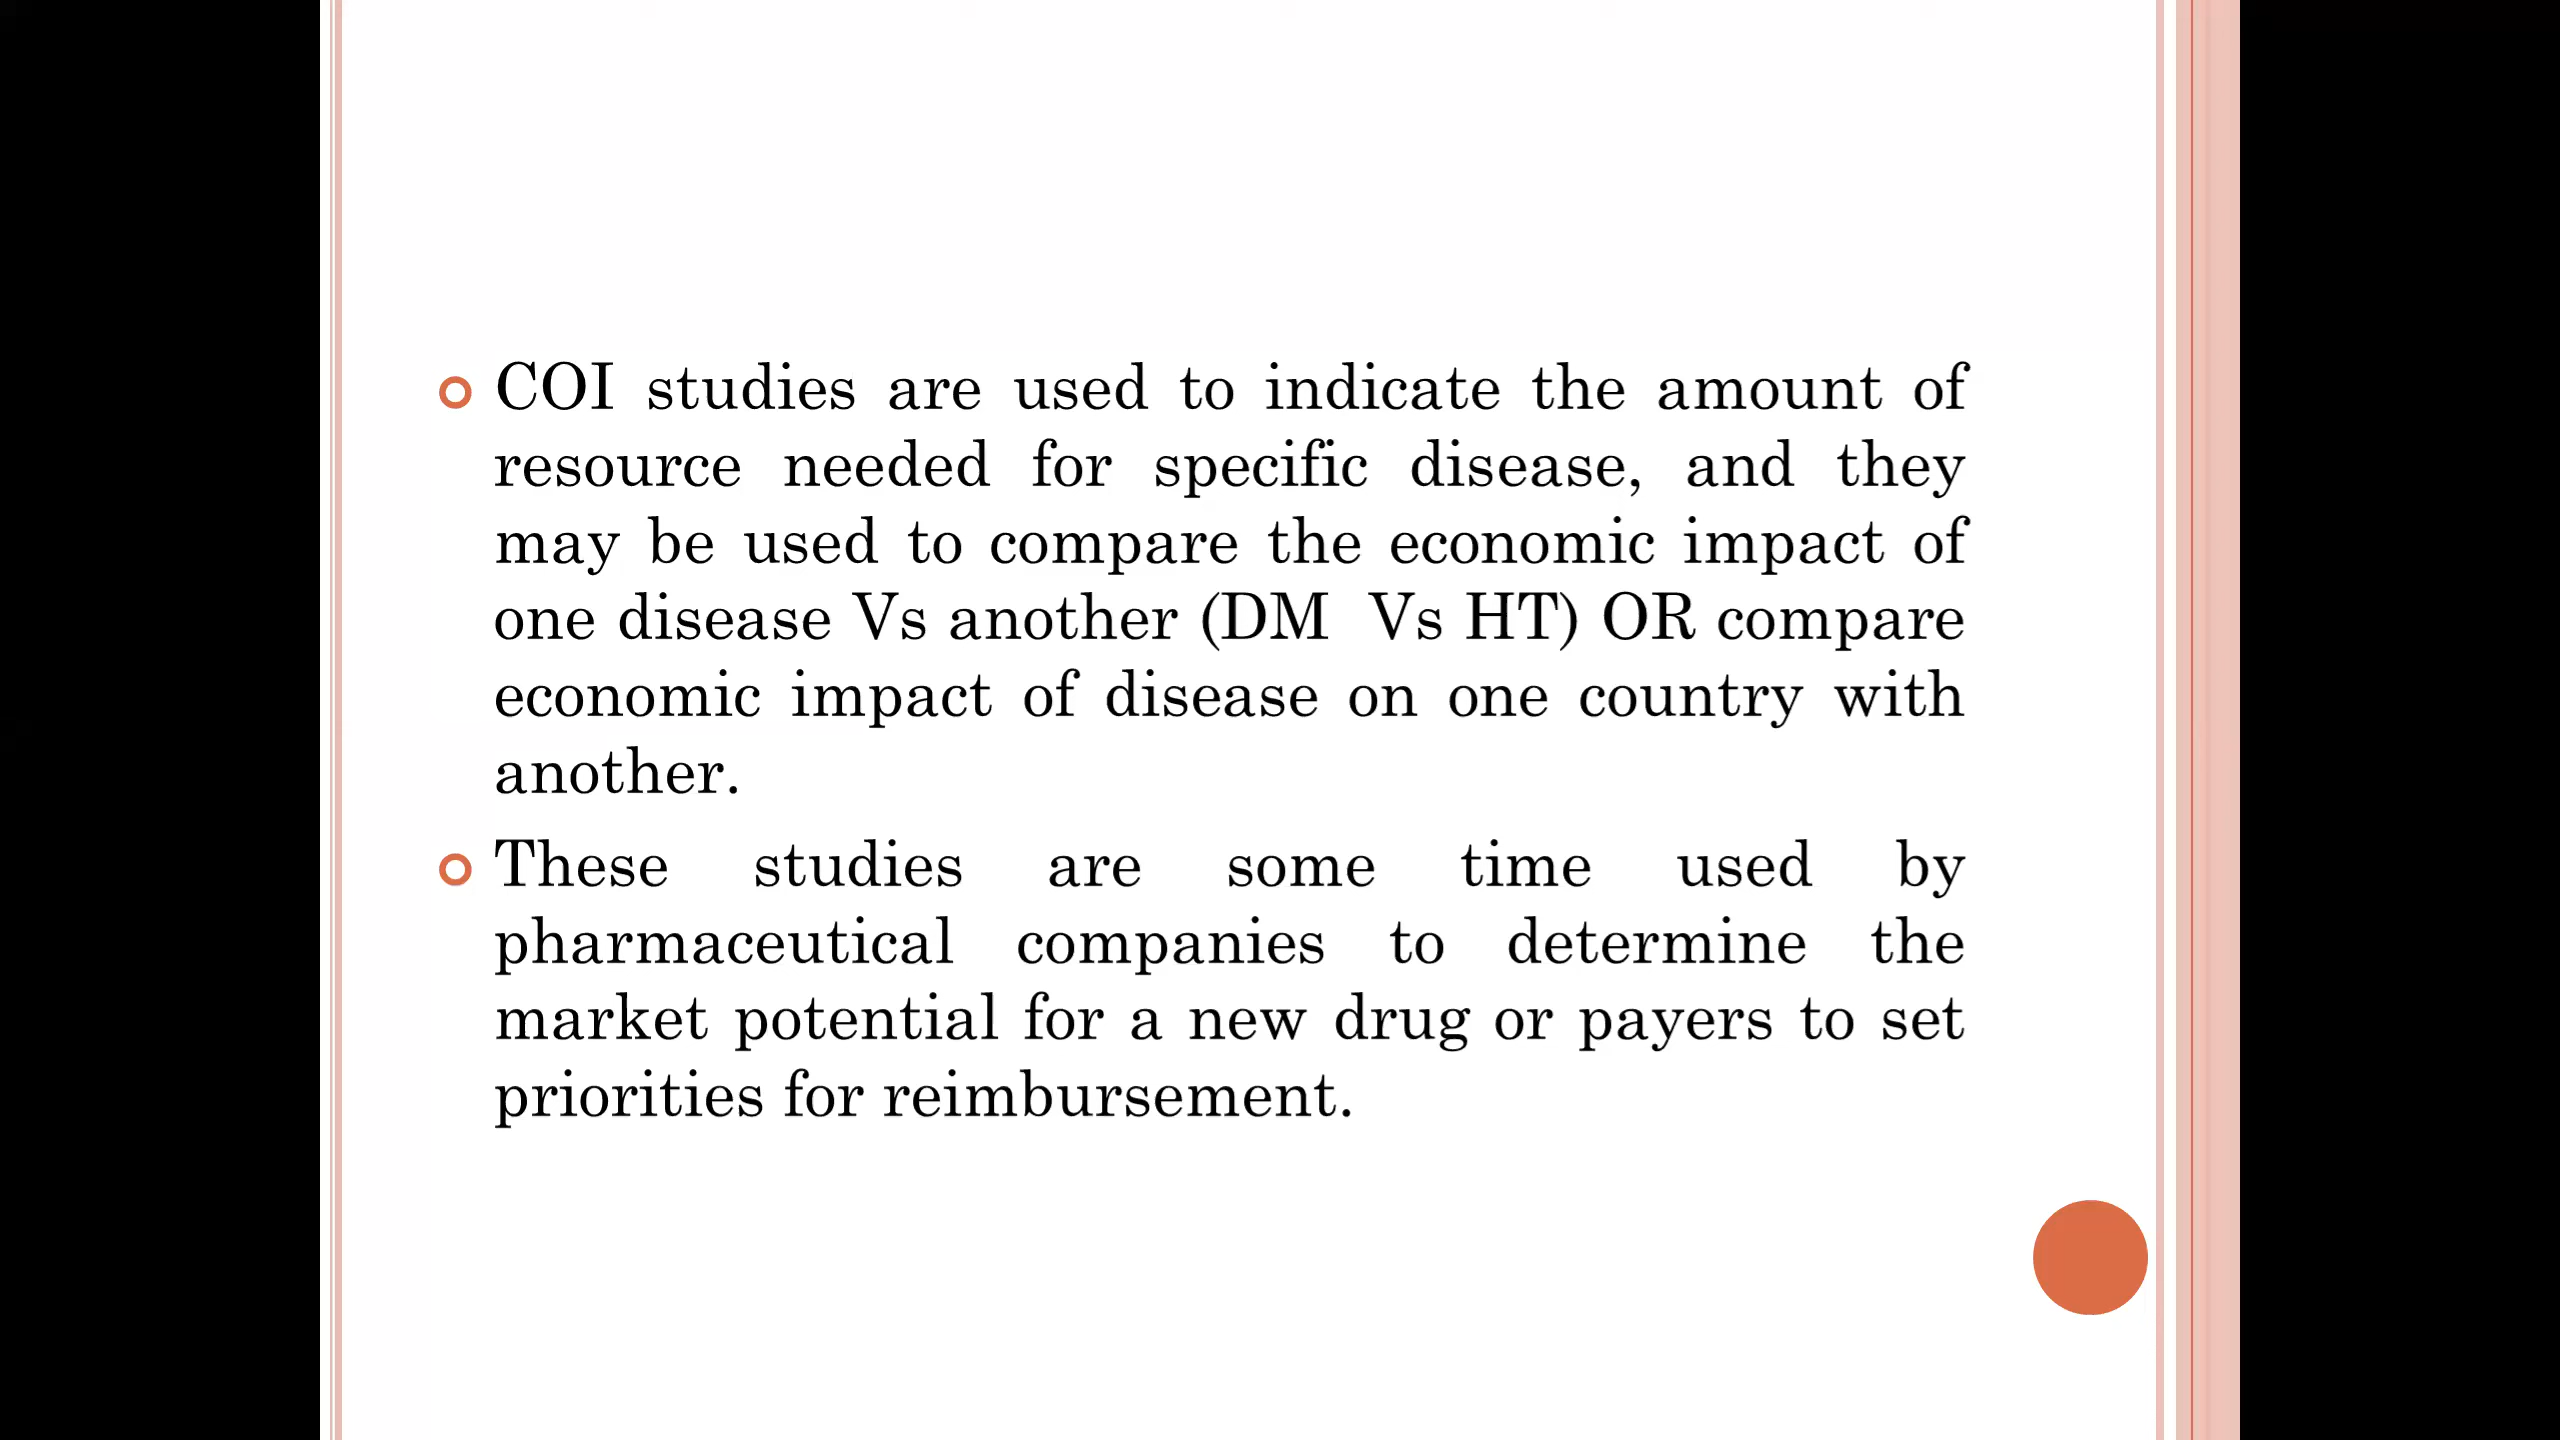 COI studies are used to indicate the amount of
resource needed for specific disease, and they
may be used to compare the economic impact of
one disease Vs another (DM  Vs HT) OR compare
economic impact of disease on one country with
another.
These studies are some time used by
pharmaceutical companies to determine the
market potential for a new drug or payers to set
priorities for reimbursement.